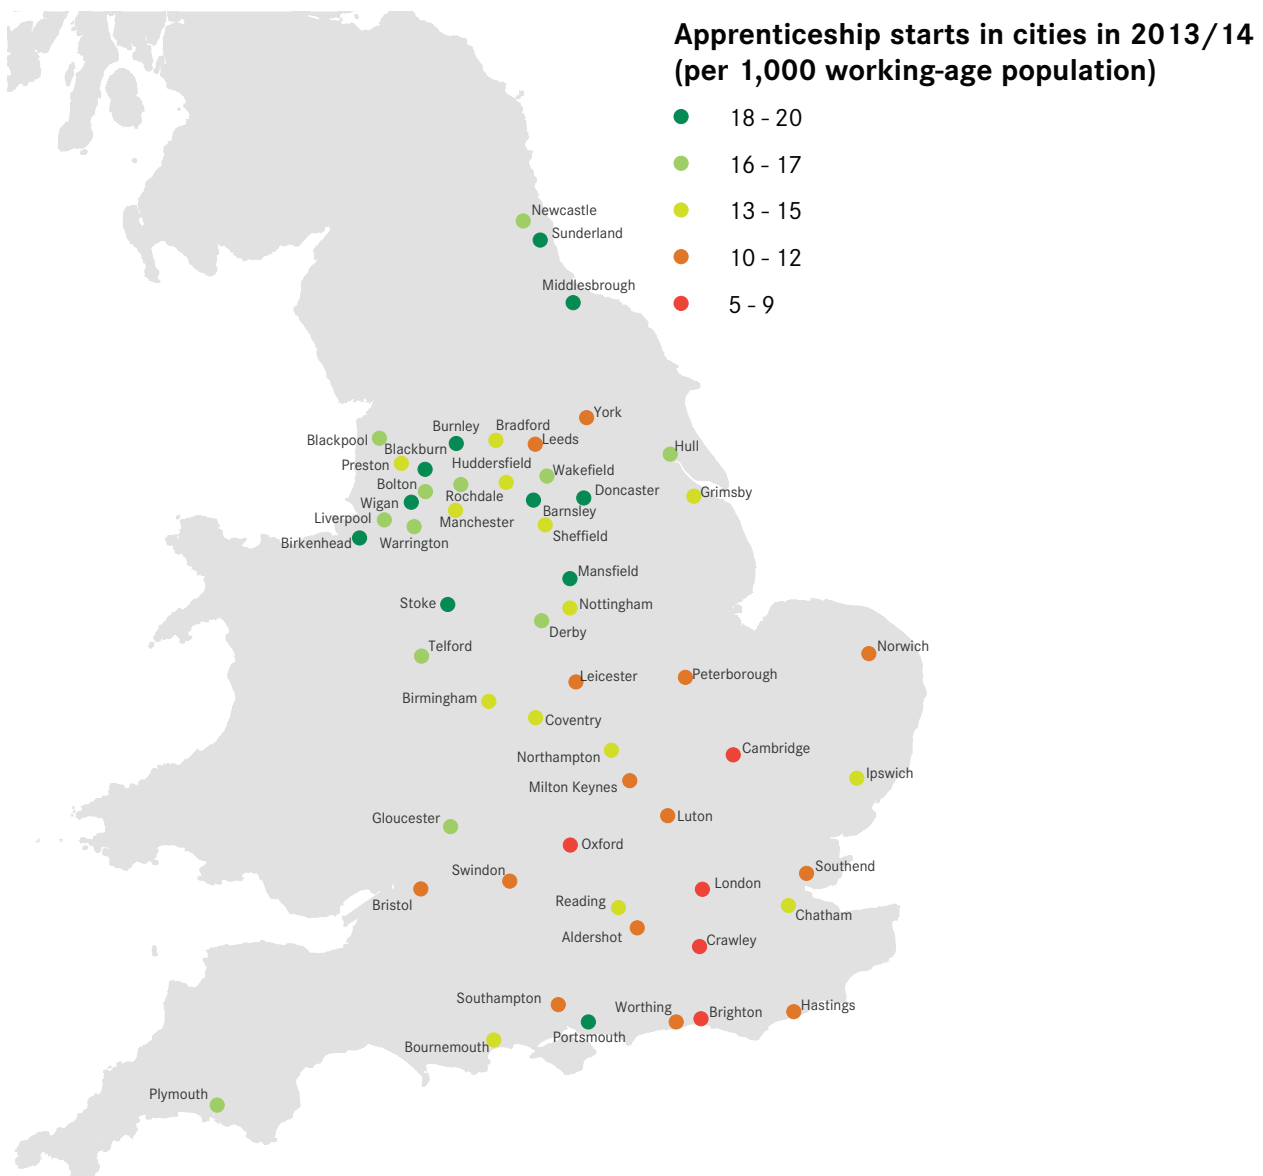 Apprenticeship starts in cities in 2013/14
(per 1,000 working-age population)
18 - 20
16 - 17
13 - 15
10 - 12
5 - 9
Newcastle
Sunderland
Middlesbrough
York
Burnley
Bradford
Blackpool
Leeds
Blackburn
Hull
Preston
Huddersfield
Wakefield
Bolton
Doncaster
Rochdale
Grimsby
Wigan
Barnsley
Liverpool
Manchester
Sheffield
Birkenhead
Warrington
Mansfield
Stoke
Nottingham
Derby
Telford
Norwich
Leicester
Peterborough
Birmingham
Coventry
Cambridge
Northampton
Ipswich
Milton Keynes
Luton
Gloucester
Oxford
Southend
Swindon
London
Reading
Bristol
Chatham
Aldershot
Crawley
Southampton
Hastings
Worthing
Brighton
Portsmouth
Bournemouth
Plymouth